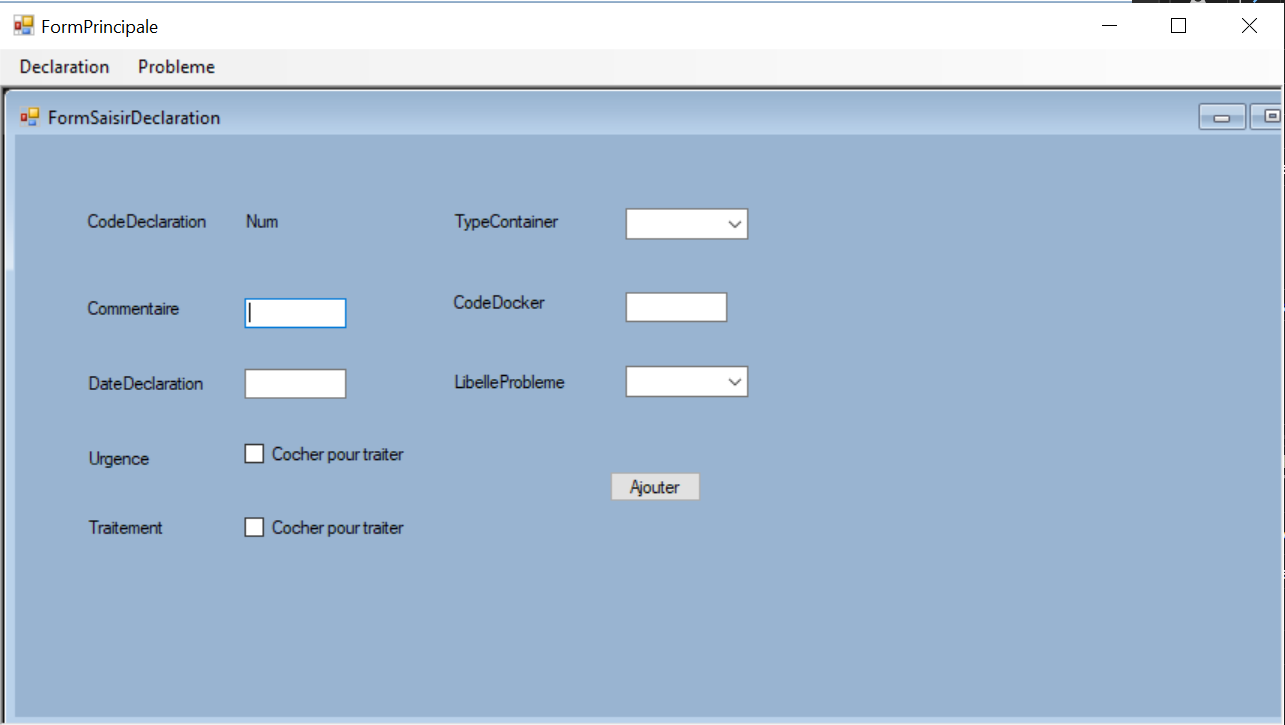 FormPrincipale
Declaration Probleme
FormSaisirDeclaration
CodeDeclaration Num TypeContainer
Commentaire CodeDocker
DateDeclaration LibelleProbleme
Urgence Cocher pour traiter
Ajouter
Traitement Cocher pour traiter